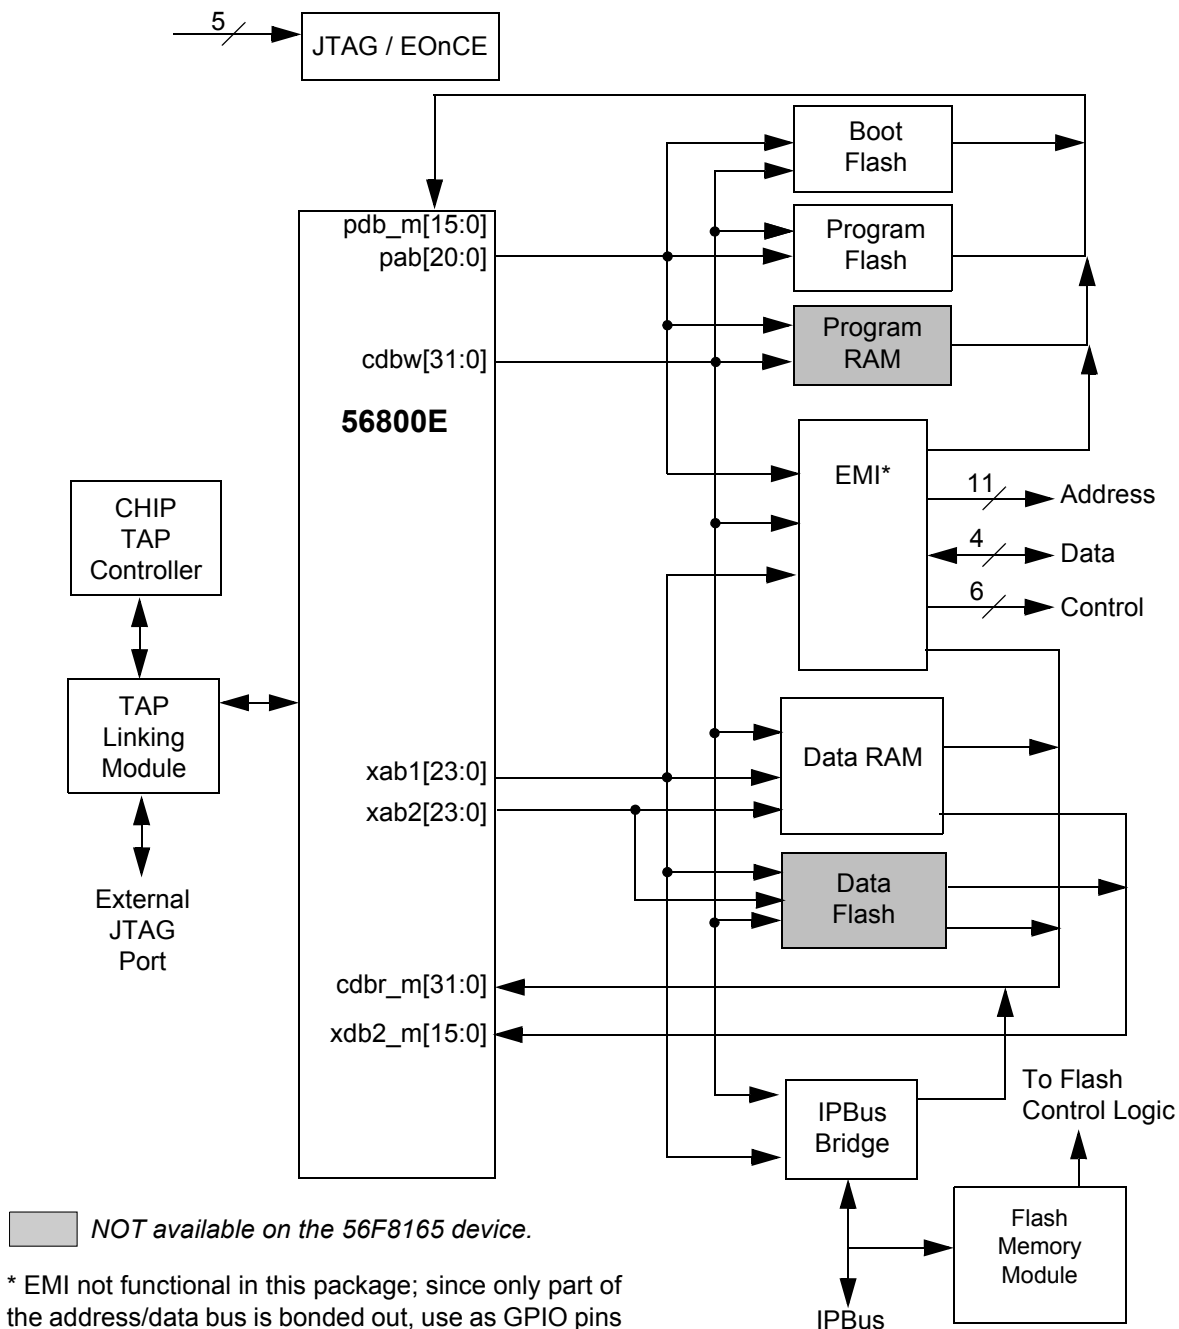 5
JTAG / EOnCE
Boot
Flash
pdb_m[15:0]
pab[20:0]
Program
Flash
cdbw[31:0]
Program
RAM
56800E
EMI*
11
Address
4
Data
6
Control
CHIP
TAP
Controller
TAP
Linking
Module
External
JTAG
Port
xab1[23:0]
xab2[23:0]
Data RAM
Data
Flash
cdbr_m[31:0]
xdb2_m[15:0]
To Flash
Control Logic
IPBus
Bridge
Flash
Memory
Module
IPBus
NOT available on the 56F8165 device.
* EMI not functional in this package; since only part of
the address/data bus is bonded out, use as GPIO pins